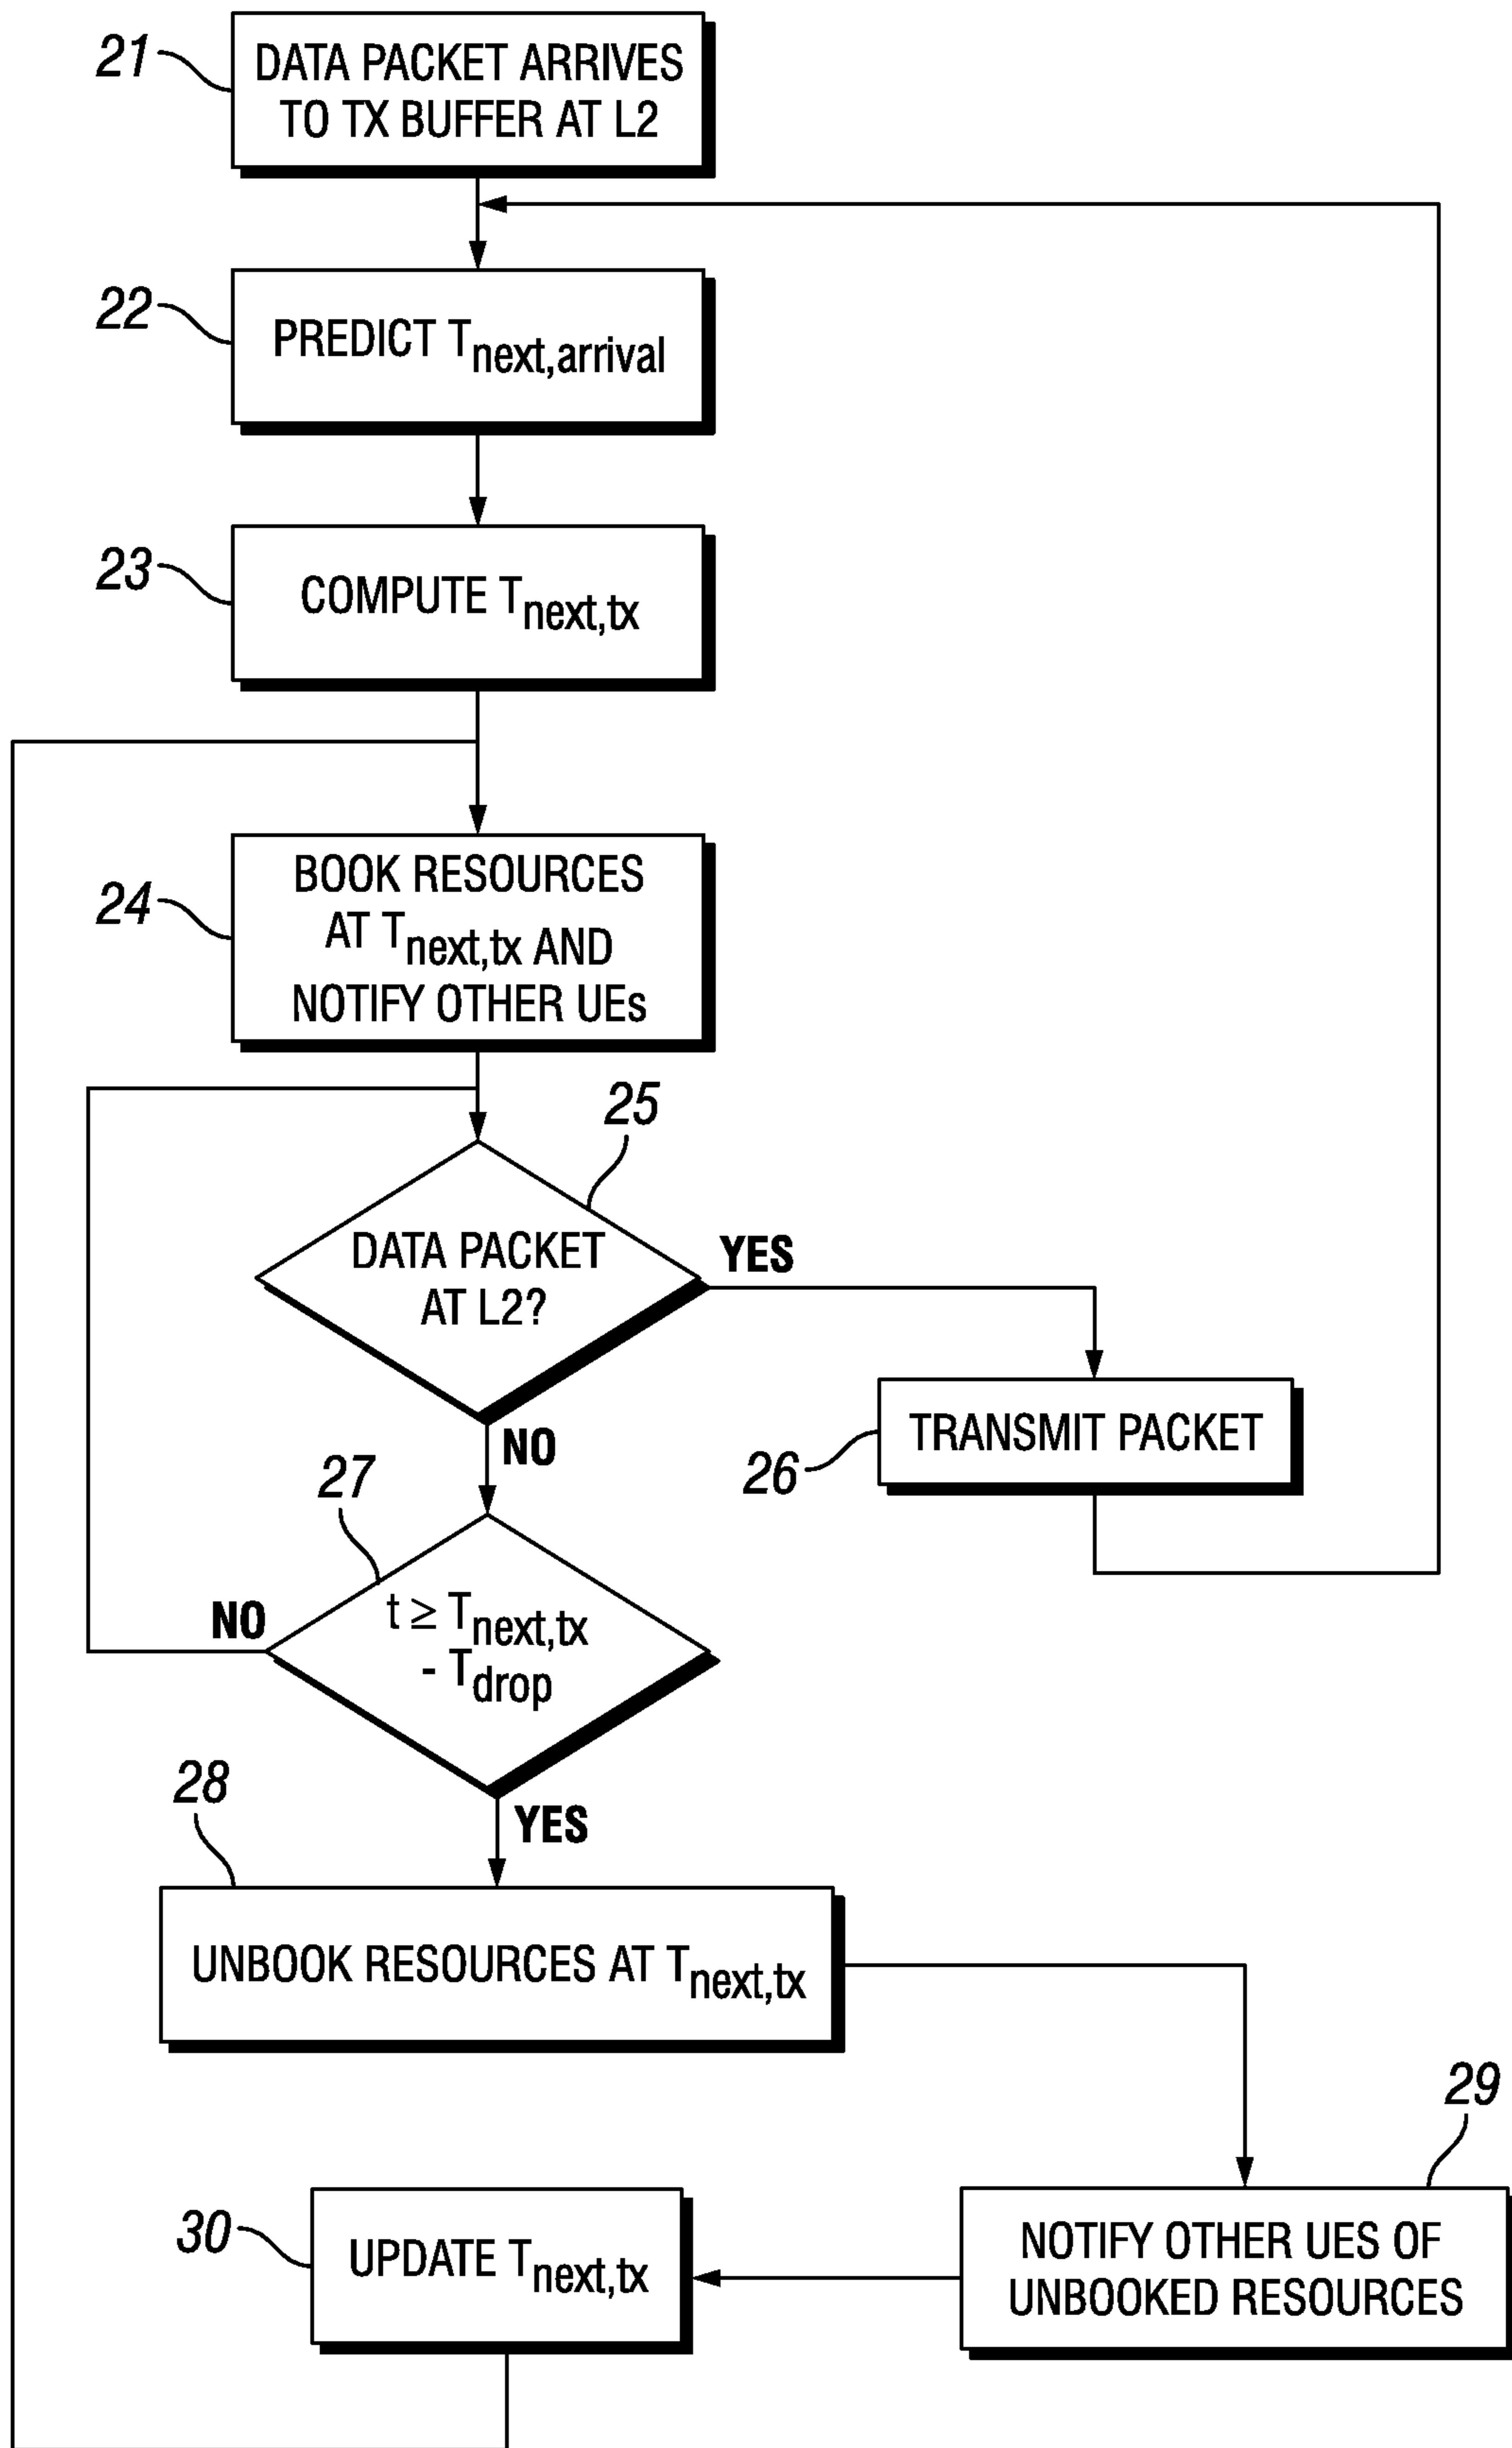 21
DATA PACKET ARRIVES
TO TX BUFFER AT L2
22
PREDICT Tnext,arrival
23
COMPUTE Tnext,tx
24
BOOK RESOURCES
AT Tnext,tx AND
NOTIFY OTHER UEs
25
DATA PACKET
AT L2?
YES
NO
26
TRANSMIT PACKET
27
t ≥ Tnext,tx
- Tdrop
NO
YES
28
UNBOOK RESOURCES AT Tnext,tx
29
NOTIFY OTHER UES OF
UNBOOKED RESOURCES
30
UPDATE Tnext,tx